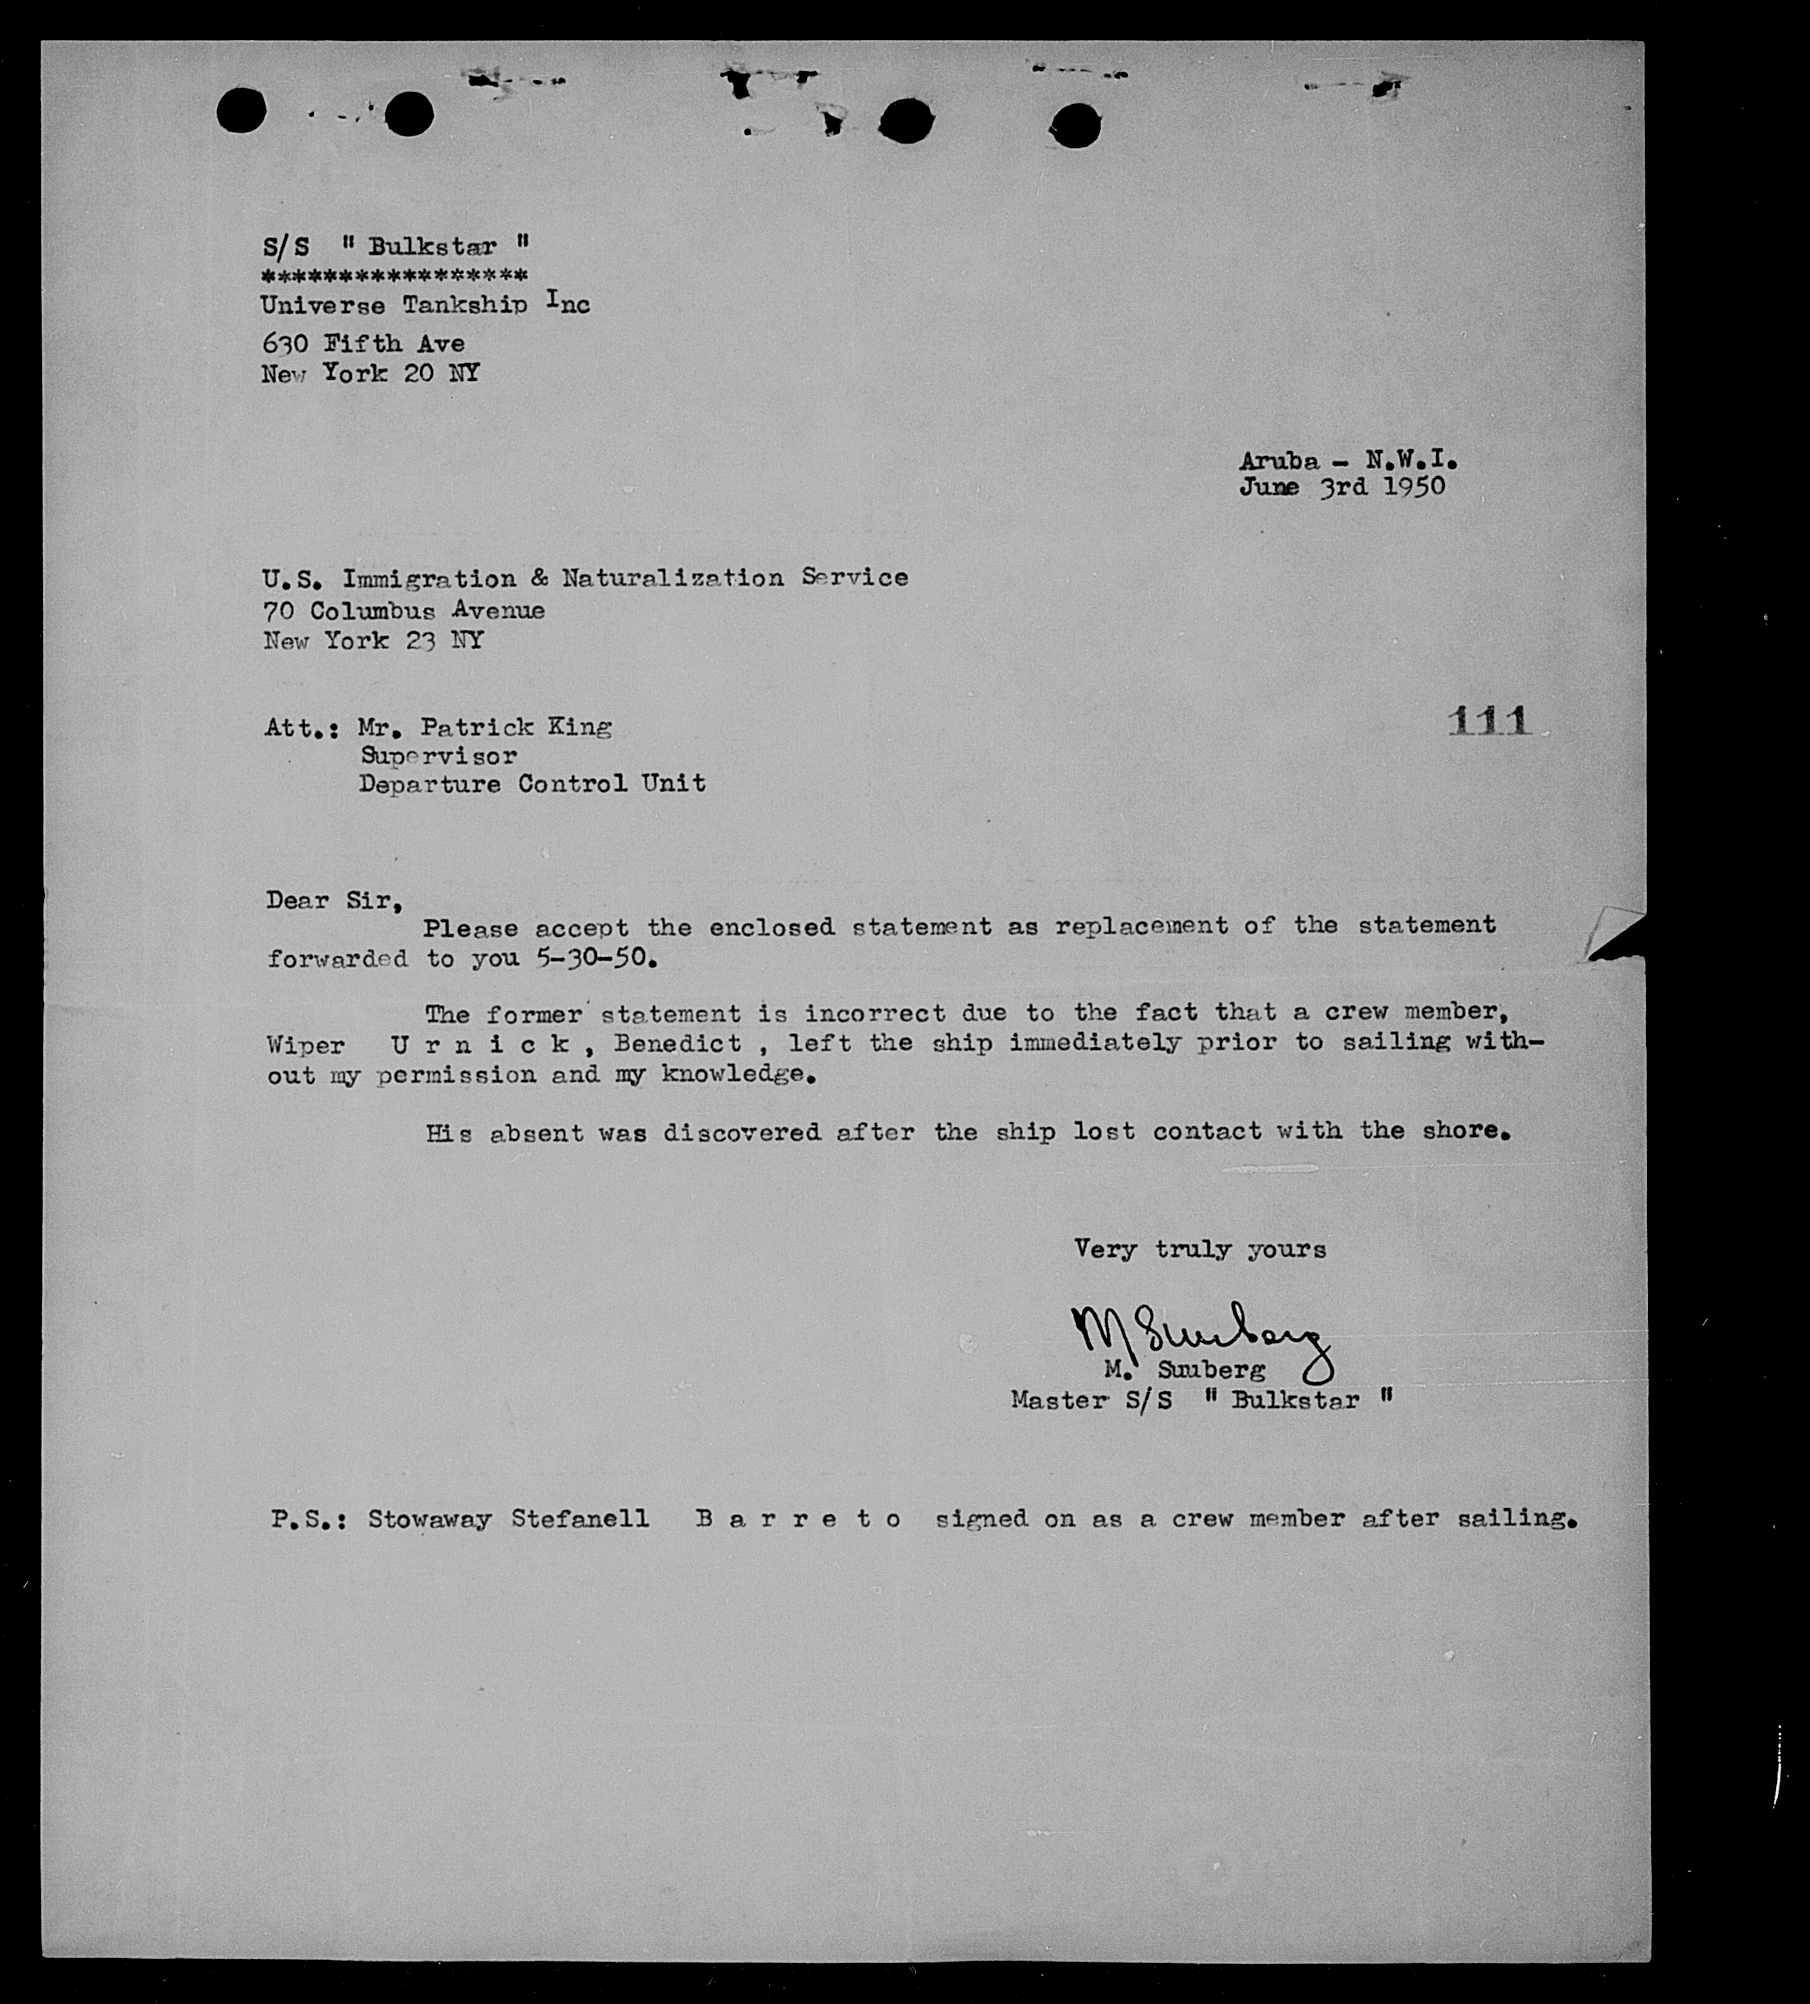 S/S " Bulkstar "
*****************
Universe Tankship Inc
630 Fifth Ave
New York 20 NY
Aruba - N.W.I.
June 3rd 1950
U.S. Immigration & Naturalization Service
70 Columbus Avenue
New York 23 NY
111
Att.: Mr. Patrick King
Supervisor
Departure Control Unit
Dear Sir,
Please accept the enclosed statement as replacement of the statement
forwarded to you 5-30-50.
The former statement is incorrect due to the fact that a crew member,
Wiper U r n i c k , Benedict , left the ship immediately prior to sailing with-
out my permission and my knowledge.
His absent was discovered after the ship lost contact with the shore.
Very truly yours
M Suuberg
M. Suuberg
Master S/S " Bulkstar "
P.S.: Stowaway Stefanell B a r r e t o signed on as a crew member after sailing.